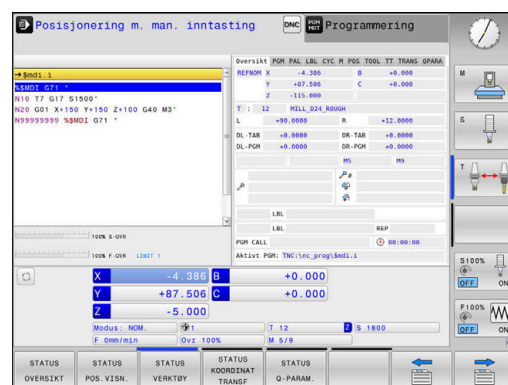 Posisjonering m. man. inntasting
DNC
PGM MGT
Programmering
→$mdi.i
%$MDI G71 *
N10 T7 G17 S1500*
N20 G01 X+150 Y+150 Z+100 G40 M3*
N99999999 %$MDI G71 *
100% S-OVR
100% F-OVR LIMIT 1
Oversikt PGM PAL LBL CYC M POS TOOL TT TRANS QPARA
REFNOM X -4.386 B +0.000
Y +87.506 C +0.000
Z -115.000
T : 12 MILL_D24_ROUGH
L +90.0000 R +12.0000
DL-TAB +0.0000 DR-TAB +0.0000
DL-PGM +0.0000 DR-PGM +0.0000
M5 M9
LBL
LBL REP
PGM CALL 00:00:00
Aktivt PGM: TNC:\nc_prog\$mdi.i
X -4.386 B +0.000
Y +87.506 C +0.000
Z -5.000
Modus: NOM. 1 T 12 Z S 1800
F 0mm/min Ovr 100% M 5/9
M
S
T
S100%
OFF ON
F100%
OFF ON
STATUS OVERSIKT
STATUS POS.VISN.
STATUS VERKTØY
STATUS KOORDINAT TRANSF
STATUS Q-PARAM.